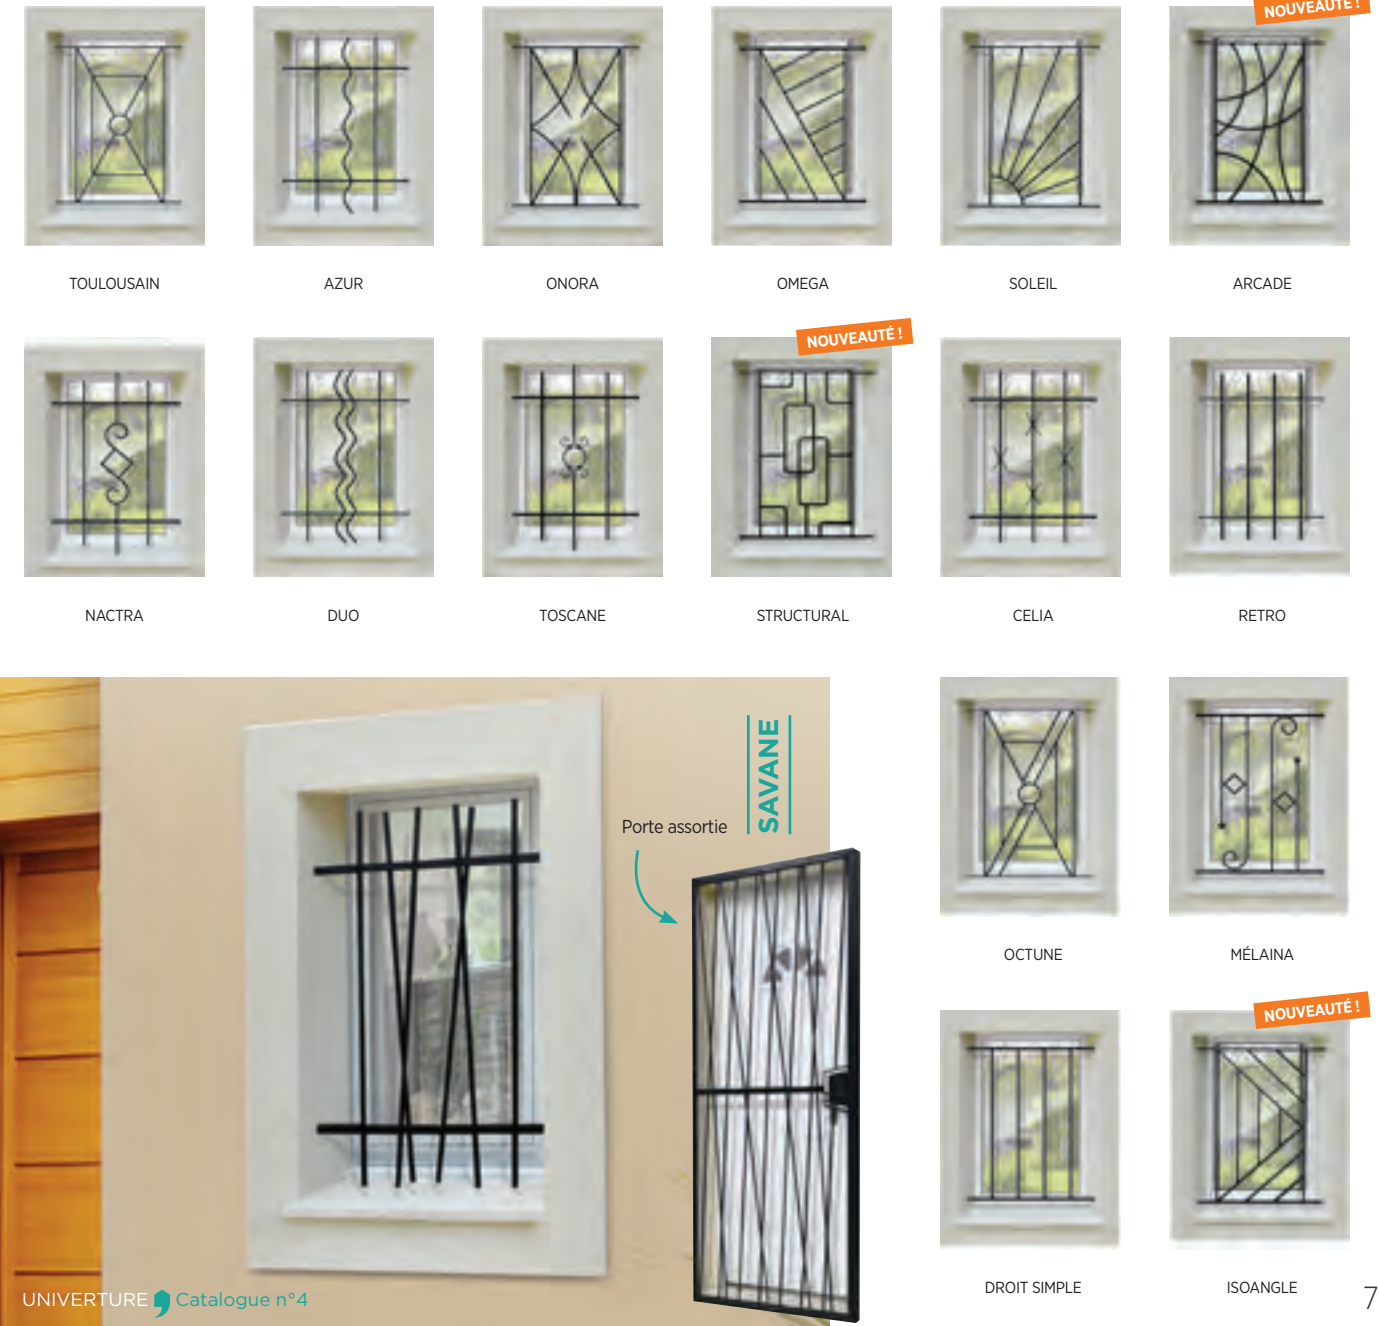 NOUVEAUTÉ !
TOULOUSAIN
AZUR
ONORA
OMEGA
SOLEIL
ARCADE
NOUVEAUTÉ !
NACTRA
DUO
TOSCANE
STRUCTURAL
CELIA
RETRO
SAVANE
Porte assortie
OCTUNE
MÉLAINA
NOUVEAUTÉ !
DROIT SIMPLE
ISOANGLE
UNIVERTURE Catalogue n°4
7